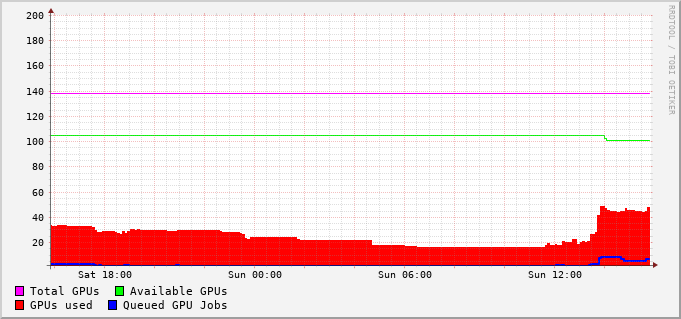 200
180
160
140
120
100
80
60
40
20
Sat 18:00 Sun 00:00 Sun 06:00 Sun 12:00
Total GPUs Available GPUs
GPUs used Queued GPU Jobs
RRDTOOL / TOBI OETIKER